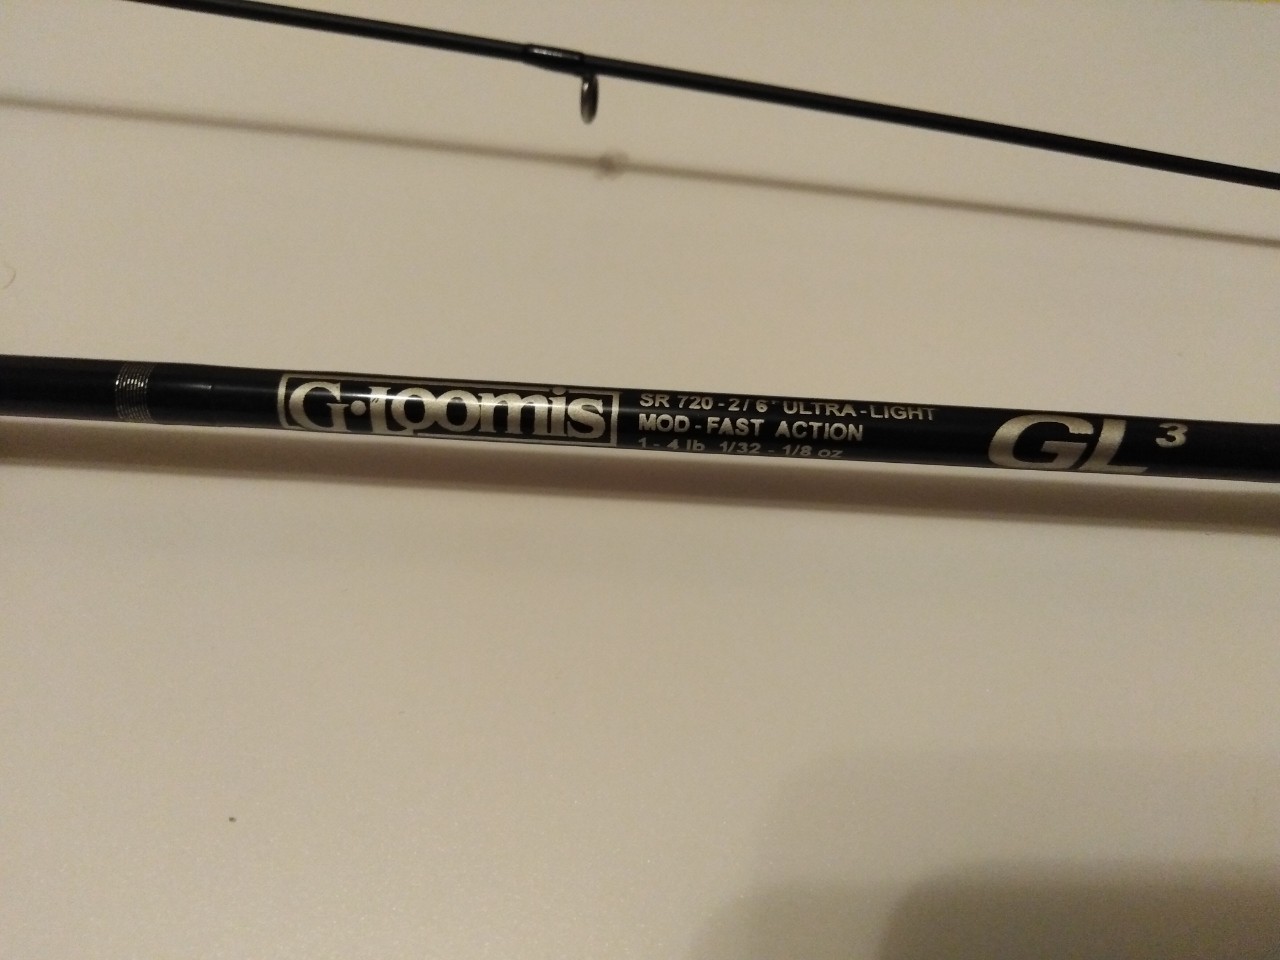 G·Loomis
SR 720-2/ 6' ULTRA-LIGHT
MOD-FAST ACTION
1-4 lb 1/32 - 1/8 oz
GL3